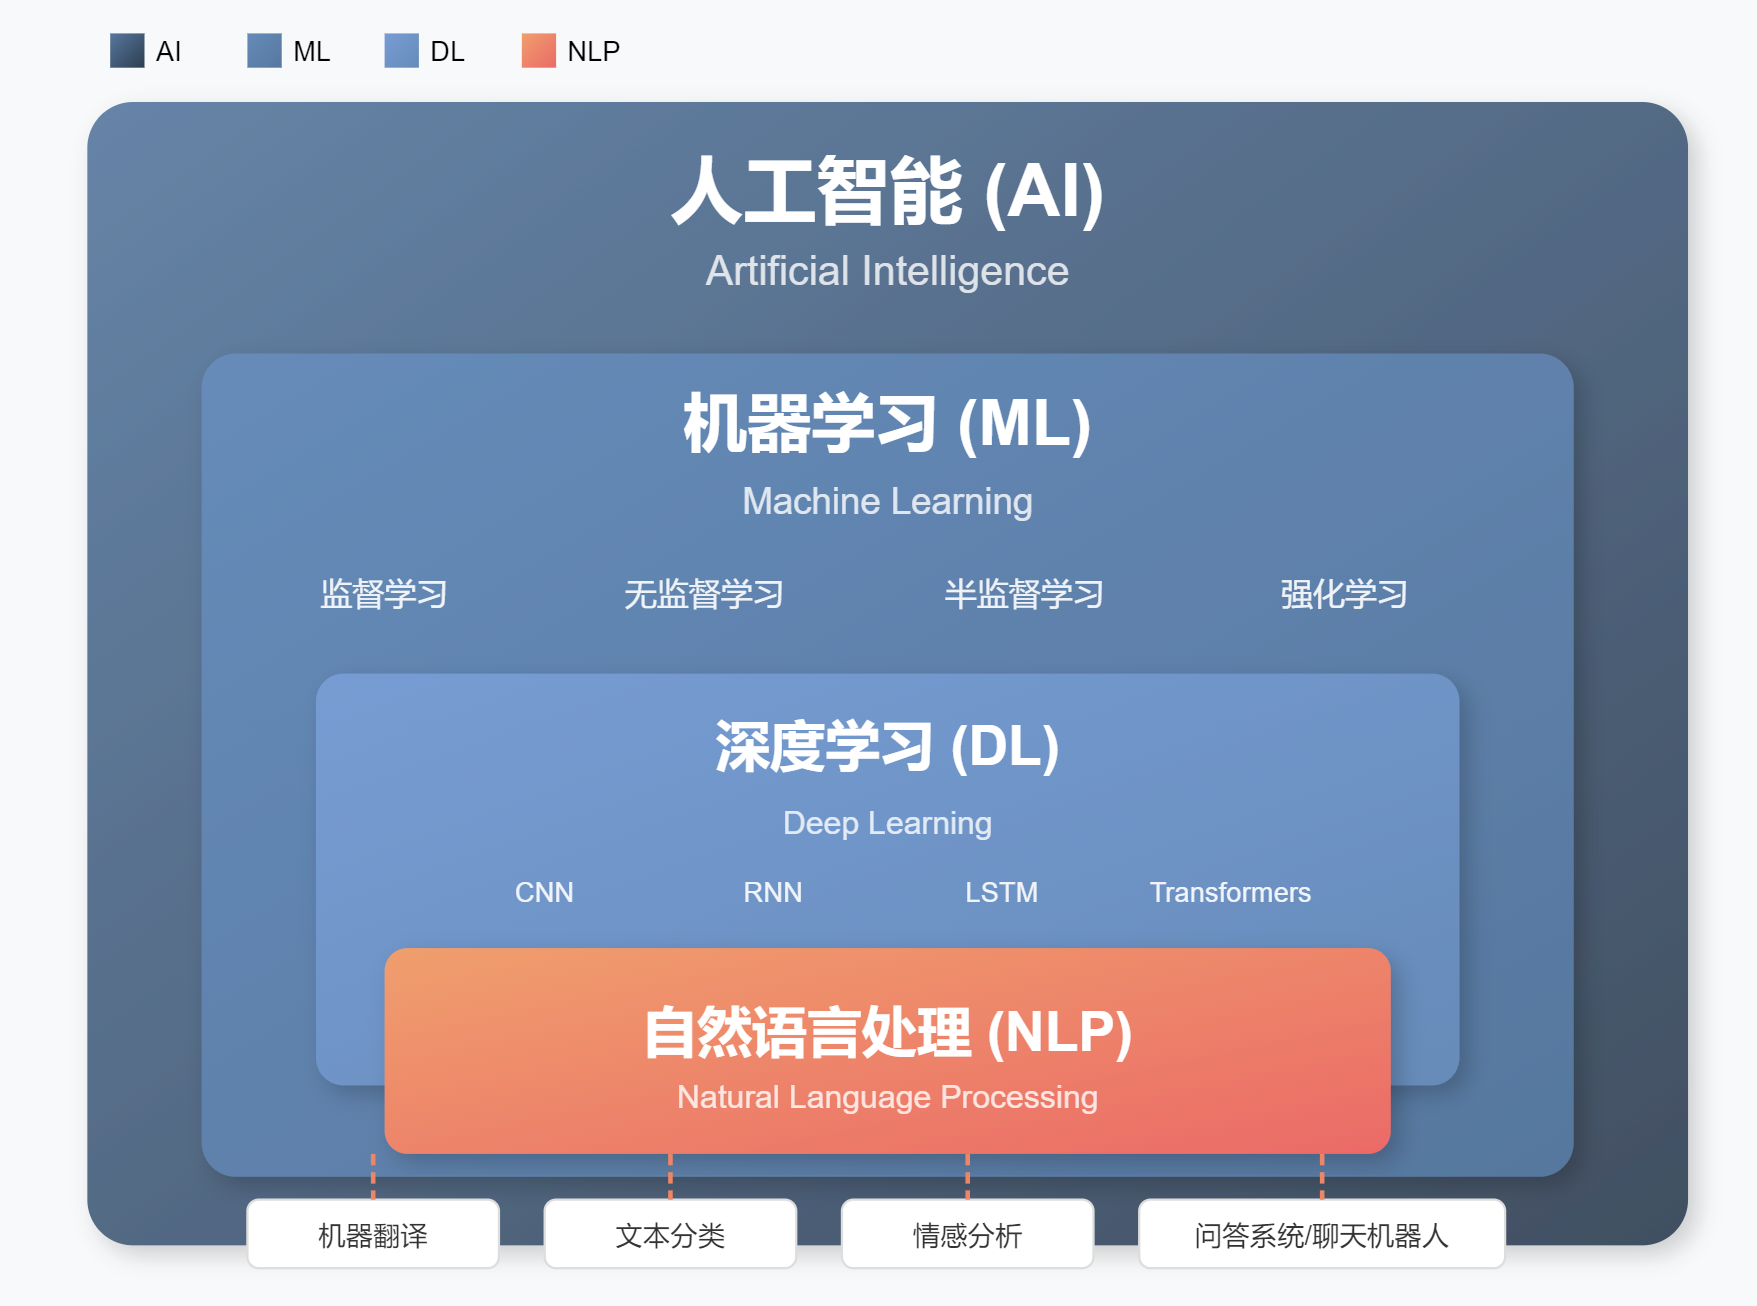 AI ML DL NLP
人工智能 (AI)
Artificial Intelligence
机器学习 (ML)
Machine Learning
监督学习 无监督学习 半监督学习 强化学习
深度学习 (DL)
Deep Learning
CNN RNN LSTM Transformers
自然语言处理 (NLP)
Natural Language Processing
机器翻译 文本分类 情感分析 问答系统/聊天机器人